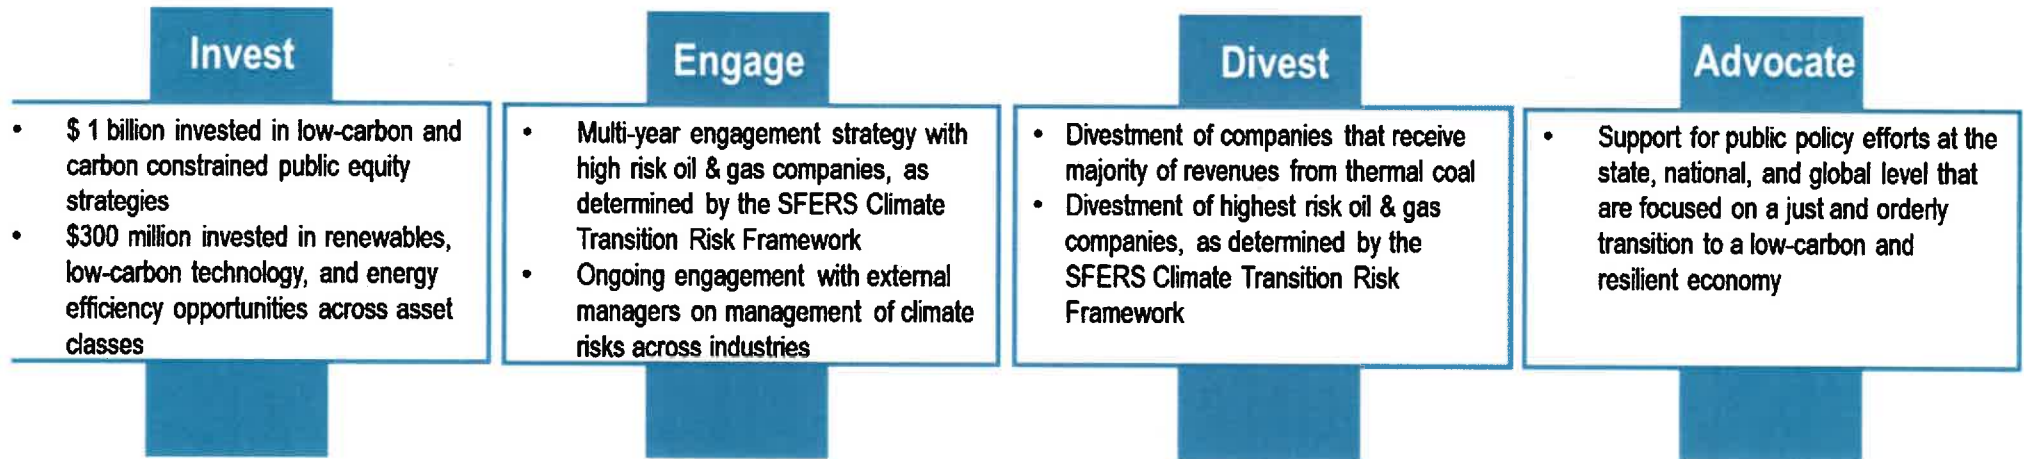 Invest
• $ 1 billion invested in low-carbon and
carbon constrained public equity
strategies
• $300 million invested in renewables,
low-carbon technology, and energy
efficiency opportunities across asset
classes
Engage
• Multi-year engagement strategy with
high risk oil & gas companies, as
determined by the SFERS Climate
Transition Risk Framework
• Ongoing engagement with external
managers on management of climate
risks across industries
Divest
• Divestment of companies that receive
majority of revenues from thermal coal
• Divestment of highest risk oil & gas
companies, as determined by the
SFERS Climate Transition Risk
Framework
Advocate
• Support for public policy efforts at the
state, national, and global level that
are focused on a just and orderly
transition to a low-carbon and
resilient economy